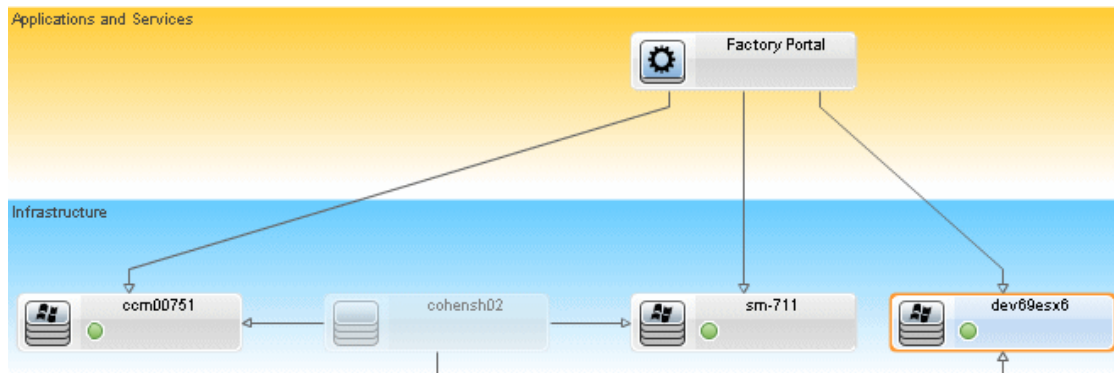 Applications and Services
Factory Portal
Infrastructure
ccm00751
cohensh02
sm-711
dev69esx6